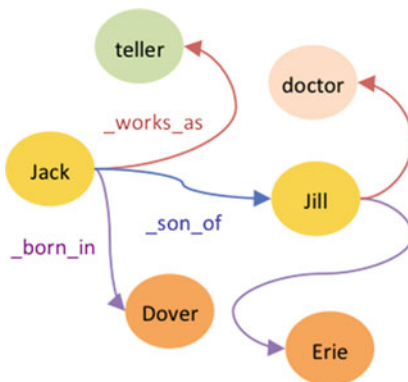 teller
doctor
_works_as
Jack
Jill
_son_of
_born_in
Dover
Erie